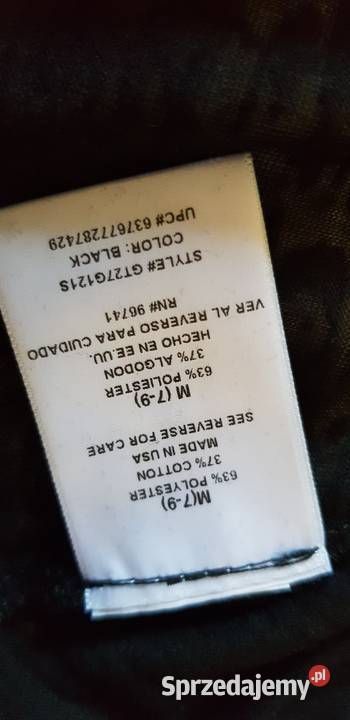 M(7-9)
63% POLYESTER
37% COTTON
MADE IN USA
SEE REVERSE FOR CARE
M (7-9)
63% POLIESTER
37% ALGODON
HECHO EN EE.UU.
VER AL REVERSO PARA CUIDADO
RN# 96741
STYLE# GT27G121S
COLOR: BLACK
UPC# 637677287429
Sprzedajemy.pl